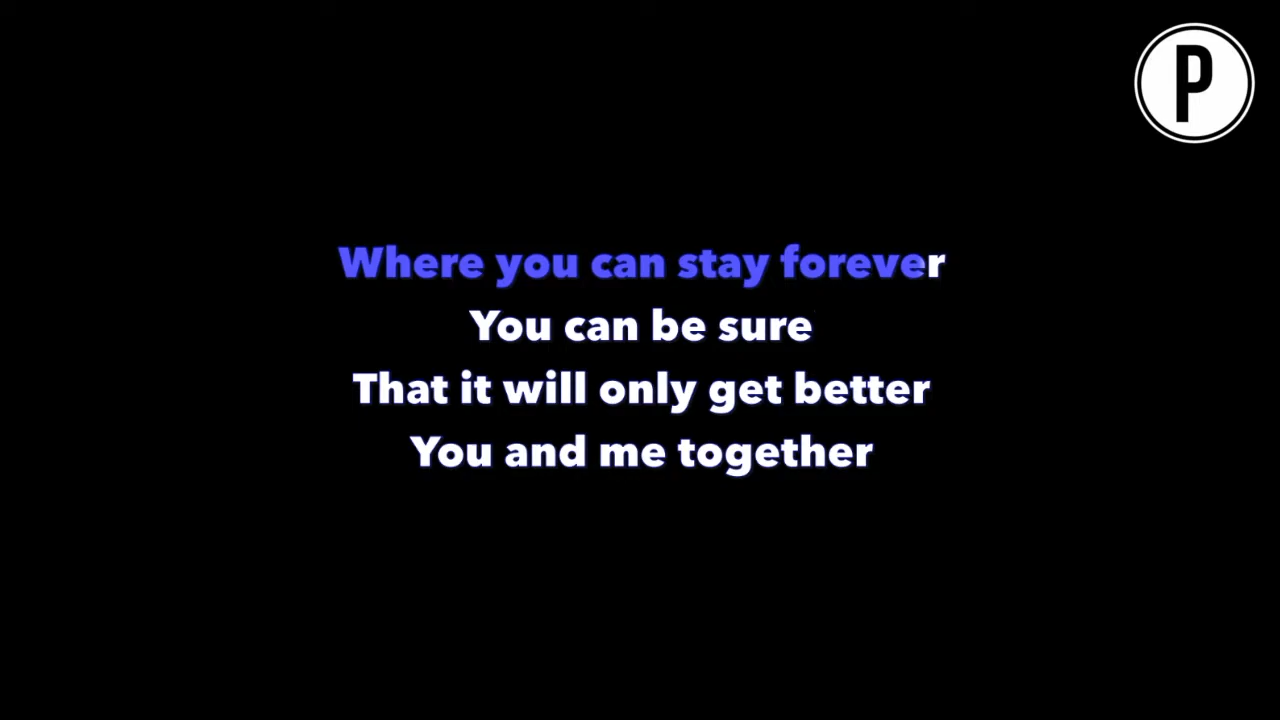 P
Where you can stay forever
You can be sure
That it will only get better
You and me together